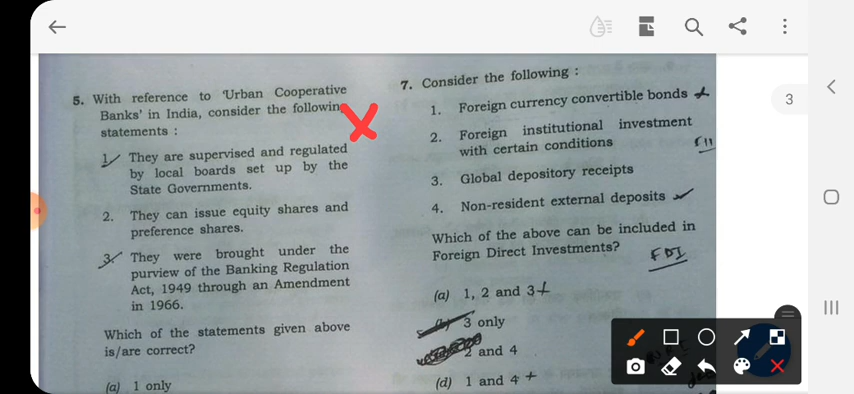 3
5. With reference to 'Urban Cooperative
Banks' in India, consider the following
statements :
1. They are supervised and regulated
by local boards set up by the
State Governments.
2. They can issue equity shares and
preference shares.
3. They were brought under the
purview of the Banking Regulation
Act, 1949 through an Amendment
in 1966.
Which of the statements given above
is/are correct?
(a) 1 only
7. Consider the following :
1. Foreign currency convertible bonds
2. Foreign institutional investment
with certain conditions
3. Global depository receipts
4. Non-resident external deposits
Which of the above can be included in
Foreign Direct Investments?
FDI
(a) 1, 2 and 3
3 only
2 and 4
(d) 1 and 4